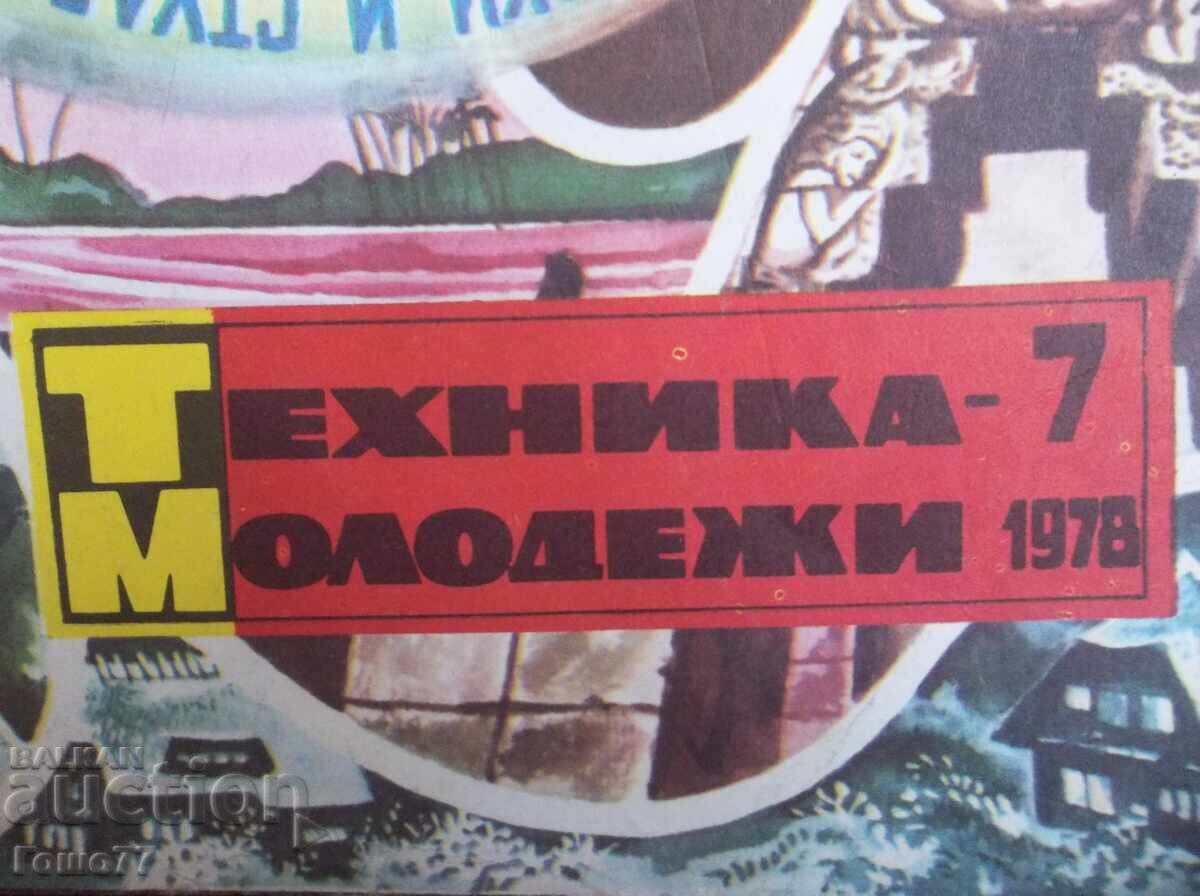 И
ТЕХНИКА- 7
МОЛОДЕЖИ 1978
BALKAN
auction
Гошо77